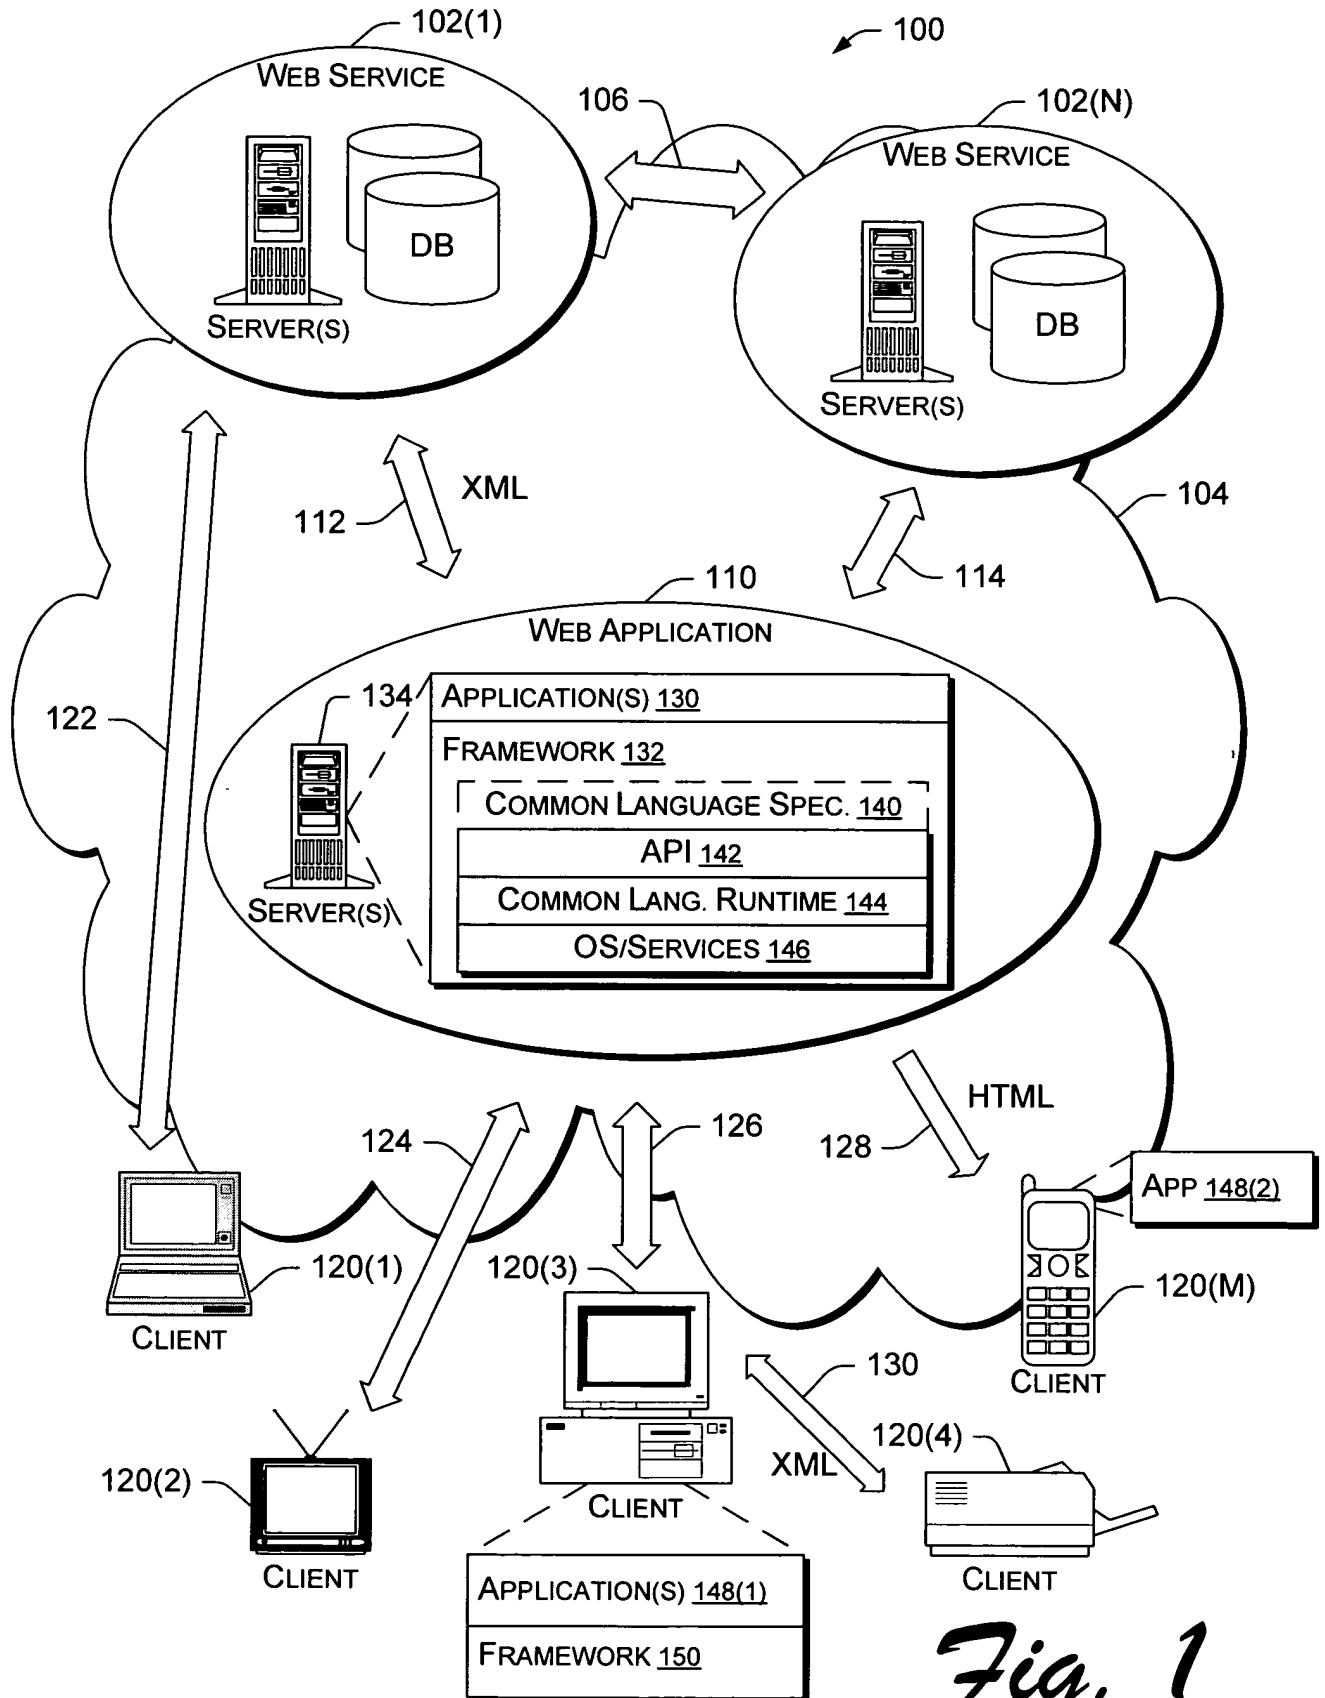 102(1)
100
WEB SERVICE
106
102(N)
WEB SERVICE
DB
SERVER(S)
DB
SERVER(S)
XML
112
104
114
110
WEB APPLICATION
122
134
APPLICATION(S) 130
FRAMEWORK 132
COMMON LANGUAGE SPEC. 140
API 142
COMMON LANG. RUNTIME 144
OS/SERVICES 146
SERVER(S)
HTML
124
126
128
APP 148(2)
120(1)
CLIENT
120(3)
120(M)
CLIENT
130
120(4)
XML
120(2)
CLIENT
CLIENT
CLIENT
APPLICATION(S) 148(1)
FRAMEWORK 150
Fig. 1